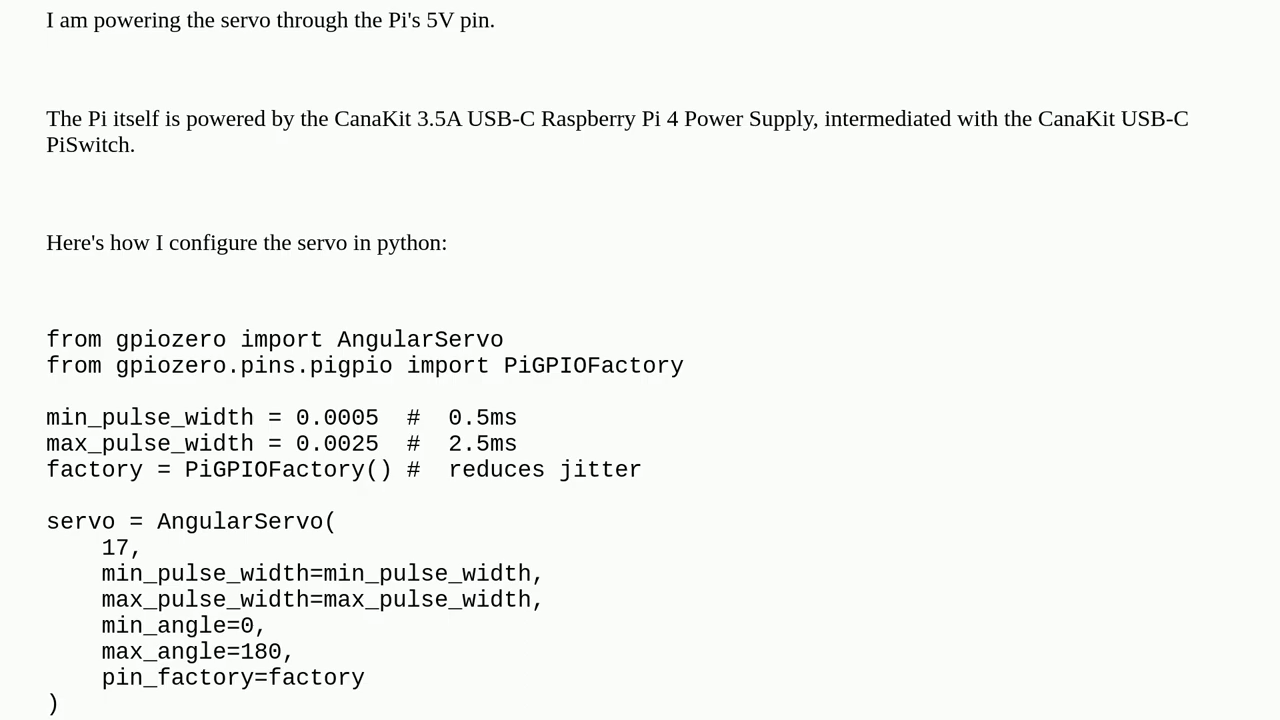 I am powering the servo through the Pi's 5V pin.
The Pi itself is powered by the CanaKit 3.5A USB-C Raspberry Pi 4 Power Supply, intermediated with the CanaKit USB-C
PiSwitch.
Here's how I configure the servo in python:
from gpiozero import AngularServo
from gpiozero.pins.pigpio import PiGPIOFactory
min_pulse_width = 0.0005  #  0.5ms
max_pulse_width = 0.0025  #  2.5ms
factory = PiGPIOFactory() #  reduces jitter
servo = AngularServo(
    17,
    min_pulse_width=min_pulse_width,
    max_pulse_width=max_pulse_width,
    min_angle=0,
    max_angle=180,
    pin_factory=factory
)